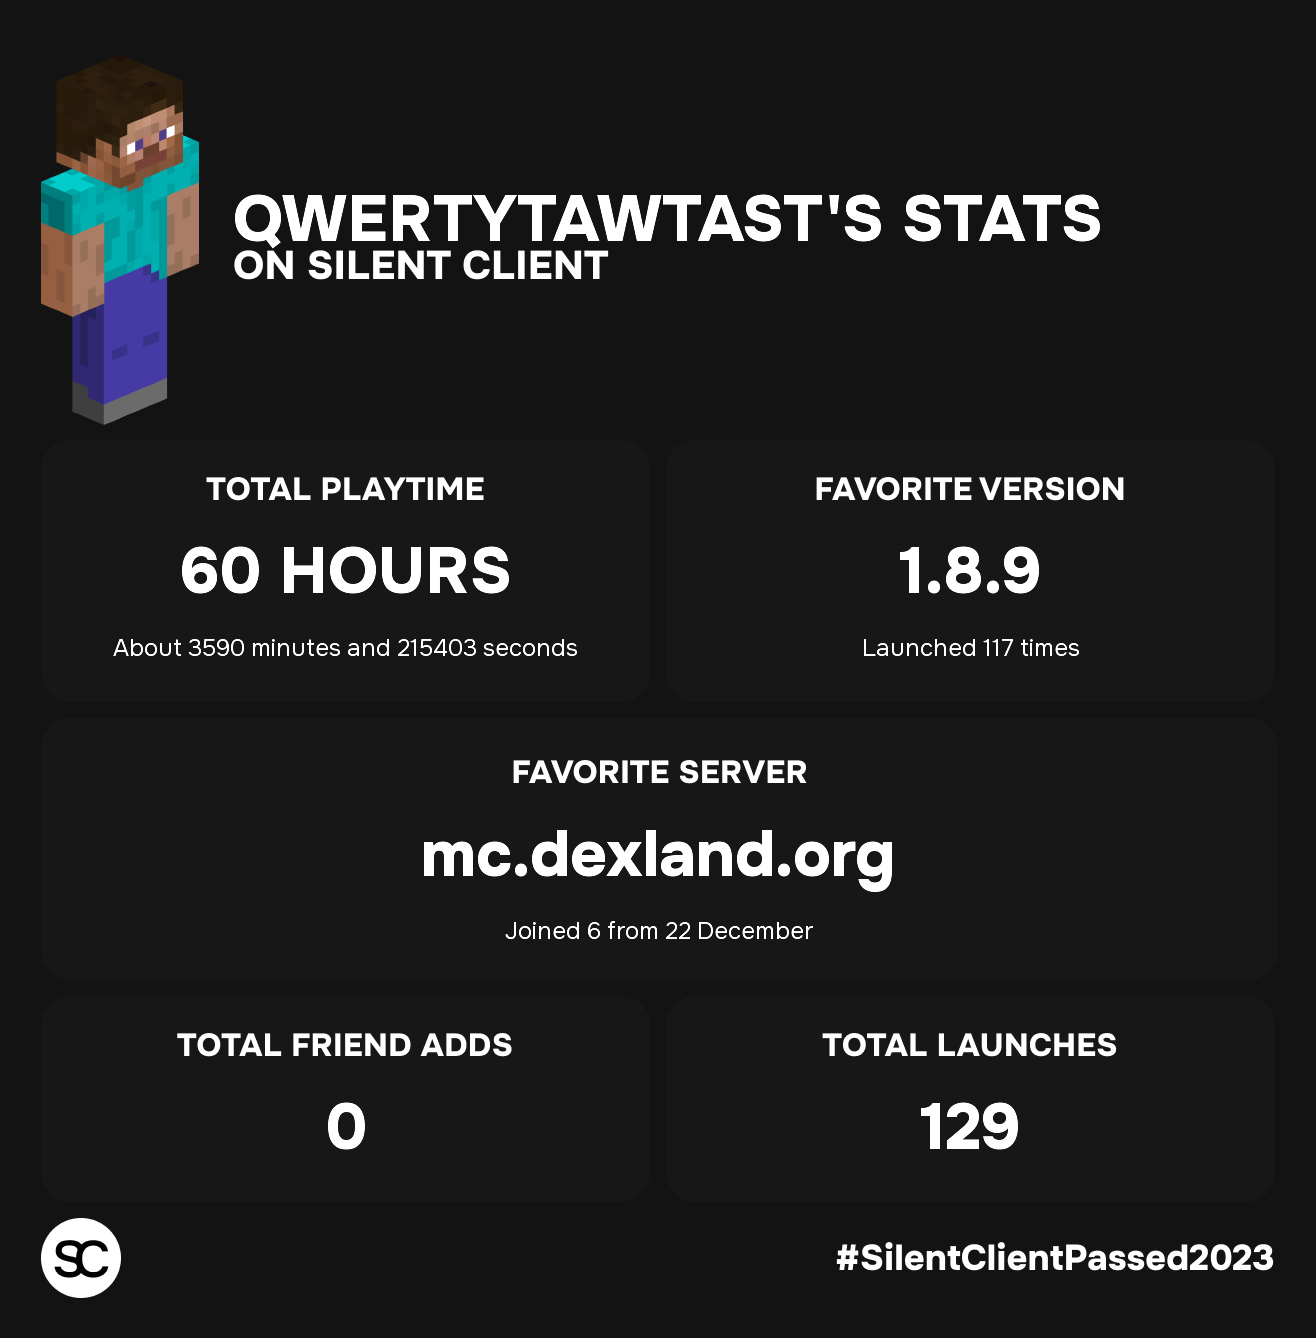 QWERTYTAWTAST'S STATS
ON SILENT CLIENT
TOTAL PLAYTIME
60 HOURS
About 3590 minutes and 215403 seconds
FAVORITE VERSION
1.8.9
Launched 117 times
FAVORITE SERVER
mc.dexland.org
Joined 6 from 22 December
TOTAL FRIEND ADDS
0
TOTAL LAUNCHES
129
SC
#SilentClientPassed2023